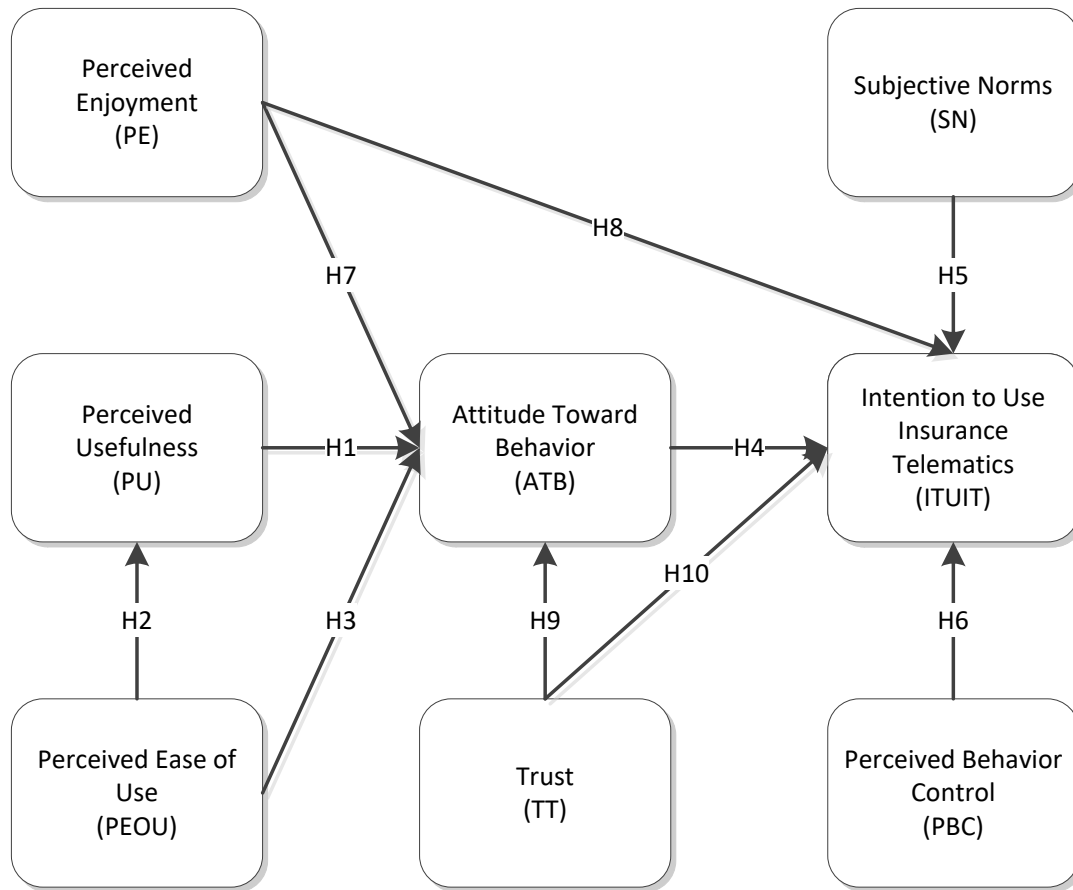 Perceived
Enjoyment
(PE)
Subjective Norms
(SN)
H8
H7
H5
Perceived
Usefulness
(PU)
H1
Attitude Toward
Behavior
(ATB)
H4
Intention to Use
Insurance
Telematics
(ITUIT)
H10
H2
H3
H9
H6
Perceived Ease of
Use
(PEOU)
Trust
(TT)
Perceived Behavior
Control
(PBC)